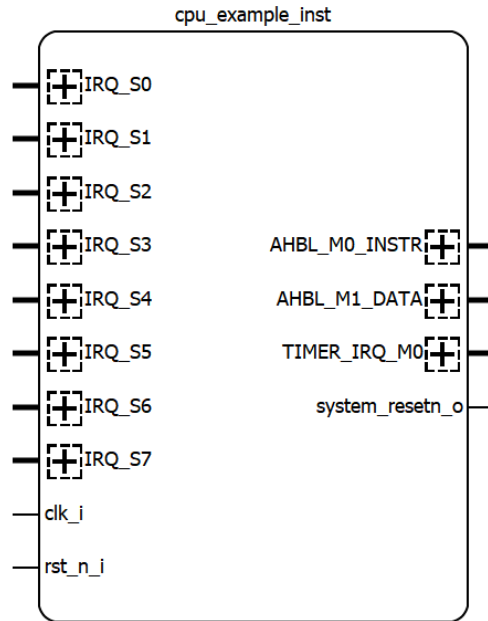 cpu_example_inst
IRQ_S0
IRQ_S1
IRQ_S2
IRQ_S3
AHBL_M0_INSTR
IRQ_S4
AHBL_M1_DATA
IRQ_S5
TIMER_IRQ_M0
IRQ_S6
system_resetn_o
IRQ_S7
clk_i
rst_n_i